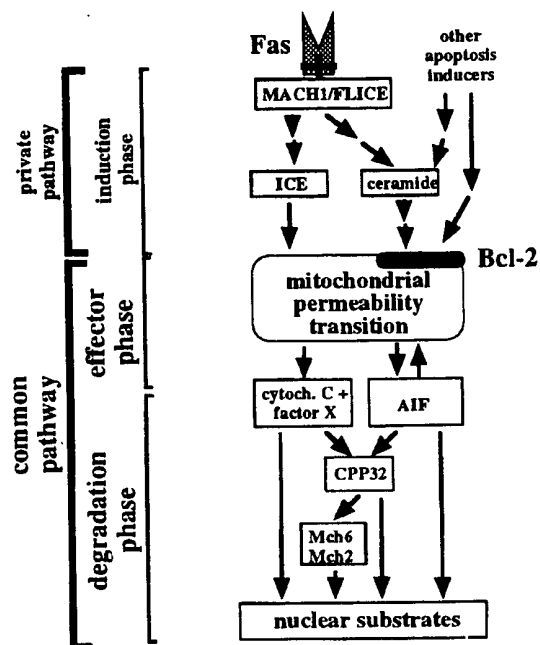 Fas
other
apoptosis
inducers
MACH1/FLICE
private
pathway
induction
phase
ICE
ceramide
Bcl-2
mitochondrial
permeability
transition
effector
phase
common
pathway
cytoch. C +
factor X
AIF
CPP32
degradation
phase
Mch6
Mch2
nuclear substrates